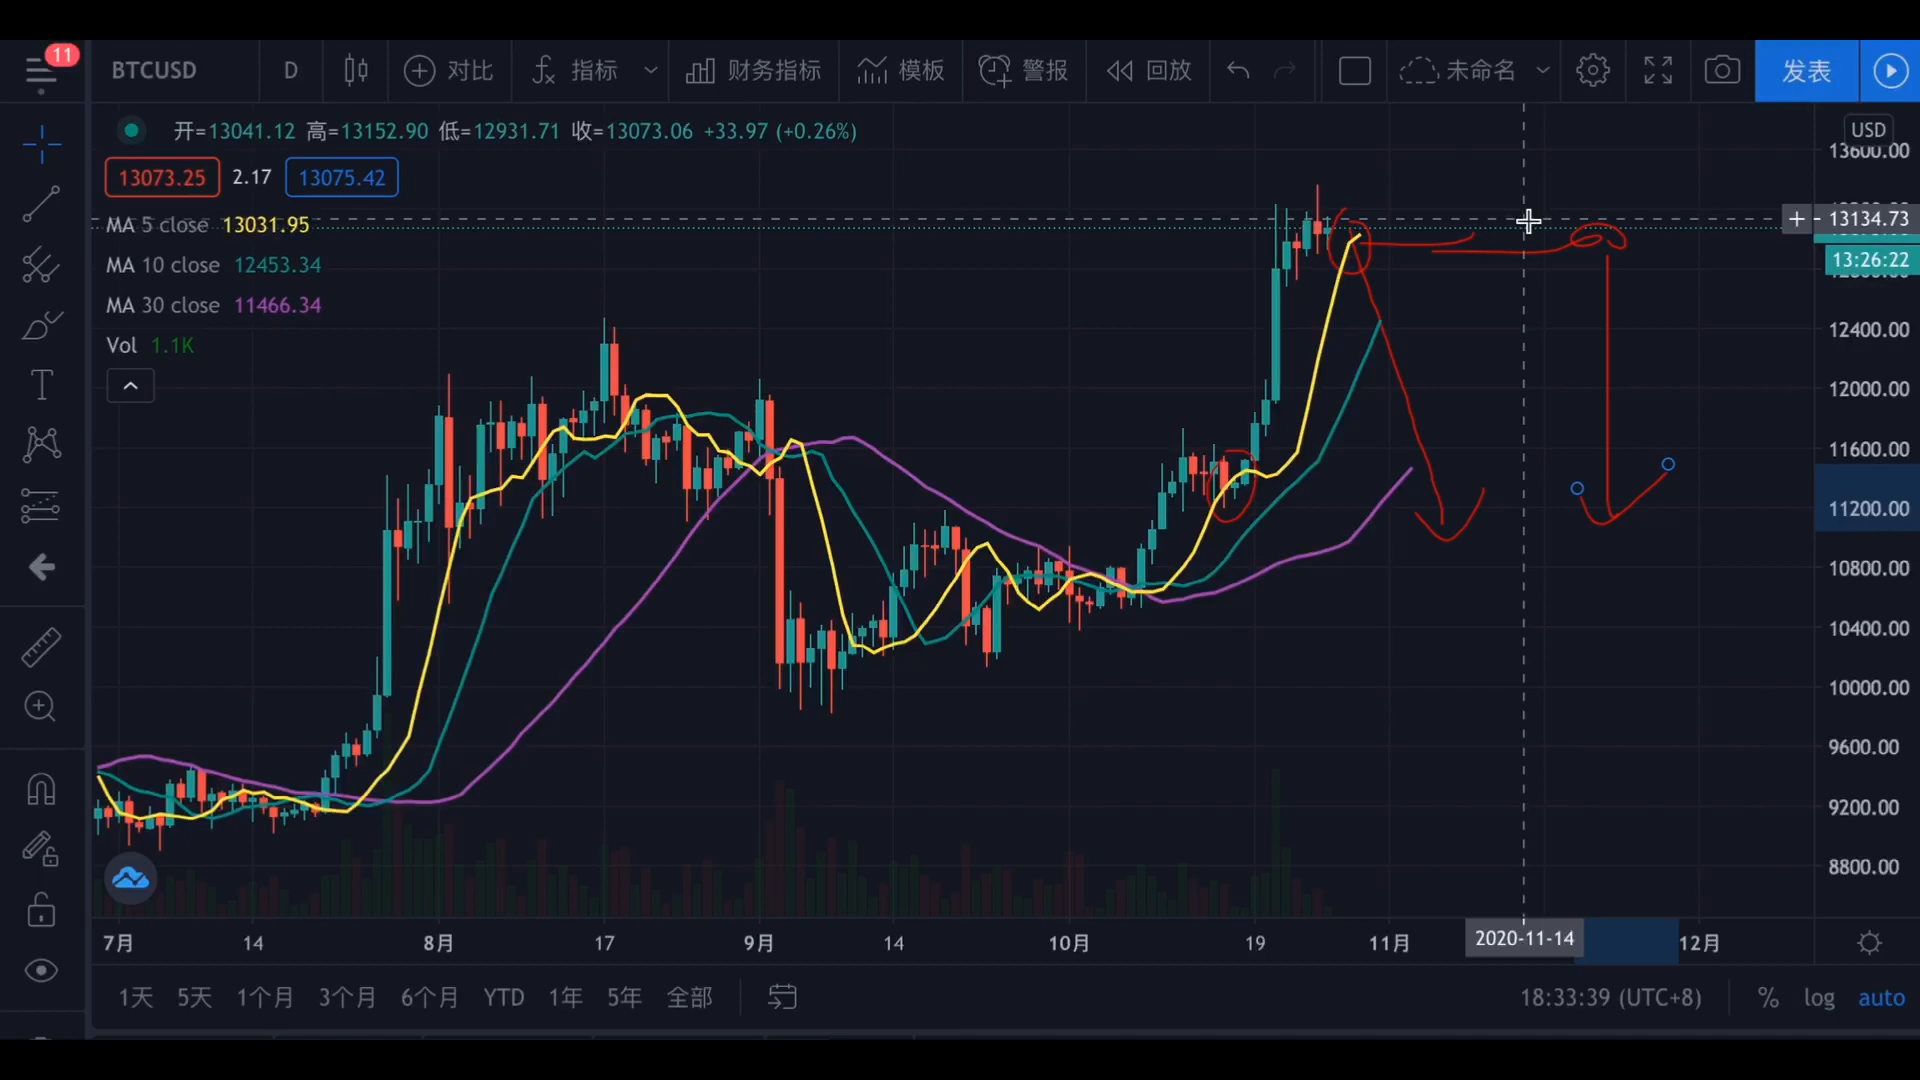 11
BTCUSD D 对比 指标 财务指标 模板 警报 回放 未命名 发表
开=13041.12 高=13152.90 低=12931.71 收=13073.06 +33.97 (+0.26%)
USD
13600.00
13073.25 2.17 13075.42
MA 5 close 13031.95
13134.73
MA 10 close 12453.34
13:26:22
MA 30 close 11466.34
12400.00
Vol 1.1K
12000.00
11600.00
11200.00
10800.00
10400.00
10000.00
9600.00
9200.00
8800.00
7月 14 8月 17 9月 14 10月 19 11月 2020-11-14 12月
1天 5天 1个月 3个月 6个月 YTD 1年 5年 全部 18:33:39 (UTC+8) % log auto